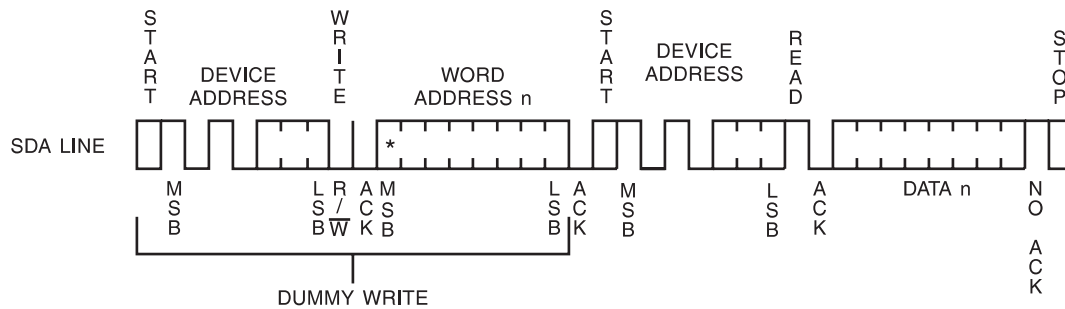 START
DEVICE
ADDRESS
WRITE
WORD
ADDRESS n
START
DEVICE
ADDRESS
READ
STOP
SDA LINE
*
MSB
LSB
R/W
ACK
MSB
LSB
ACK
MSB
LSB
ACK
DATA n
NO ACK
DUMMY WRITE